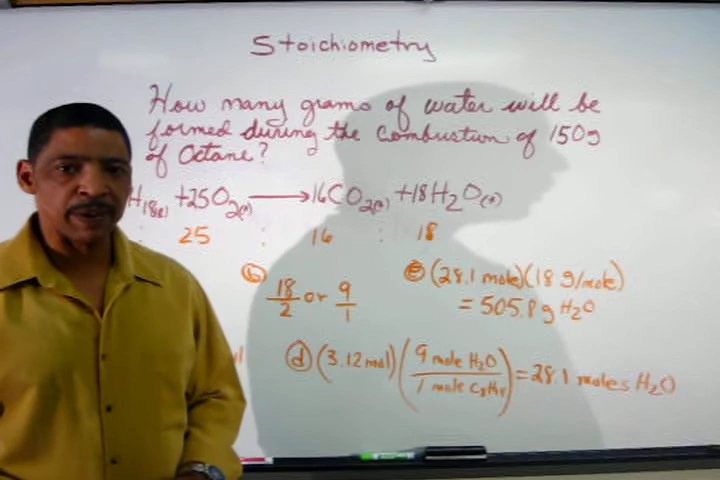 Stoichiometry
How many grams of water will be
formed during the combustion of 150g
of Octane?
H18(l) + 25O2(g) → 16CO2(g) + 18H2O(g)
: 25 : 16 : 18
(b) 18/2 or 9/1
(e) (28.1 mole)(18 g/mole)
= 505.8g H2O
(d) (3.12 mol) (9 mole H2O / 1 mole C8H18) = 28.1 moles H2O